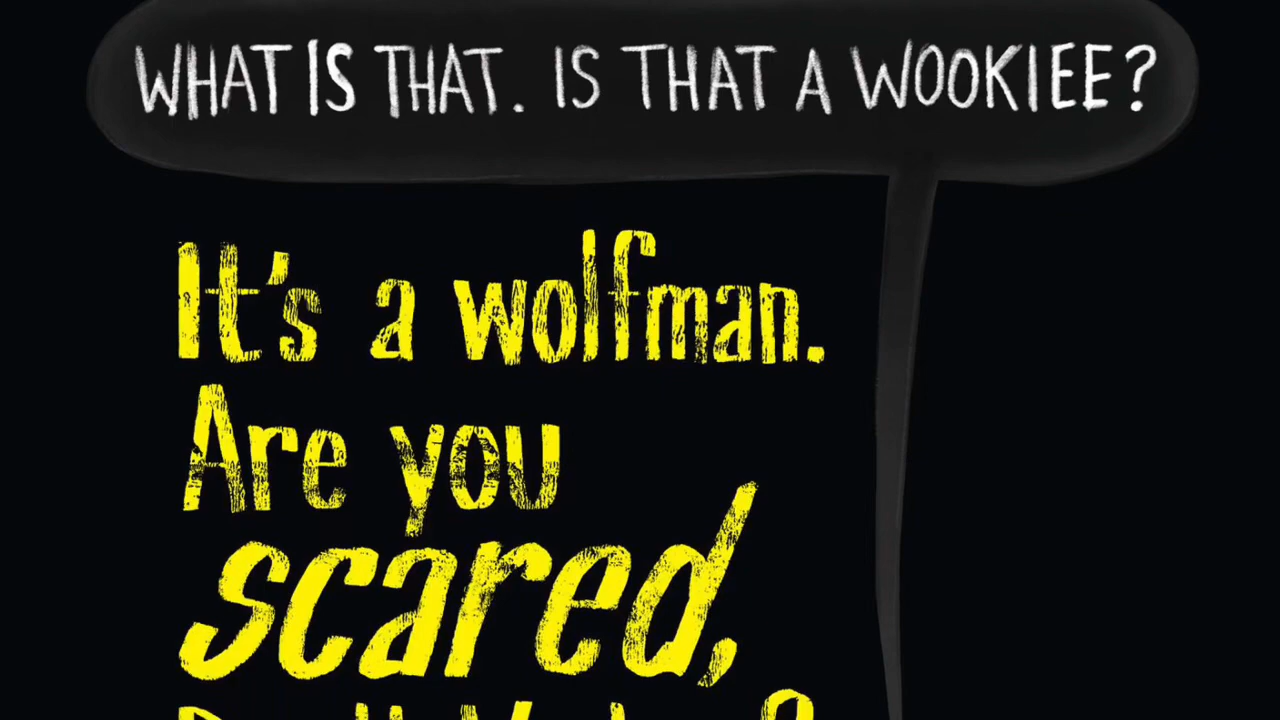 WHAT IS THAT. IS THAT A WOOKIEE?
It's a wolfman.
Are you
scared,